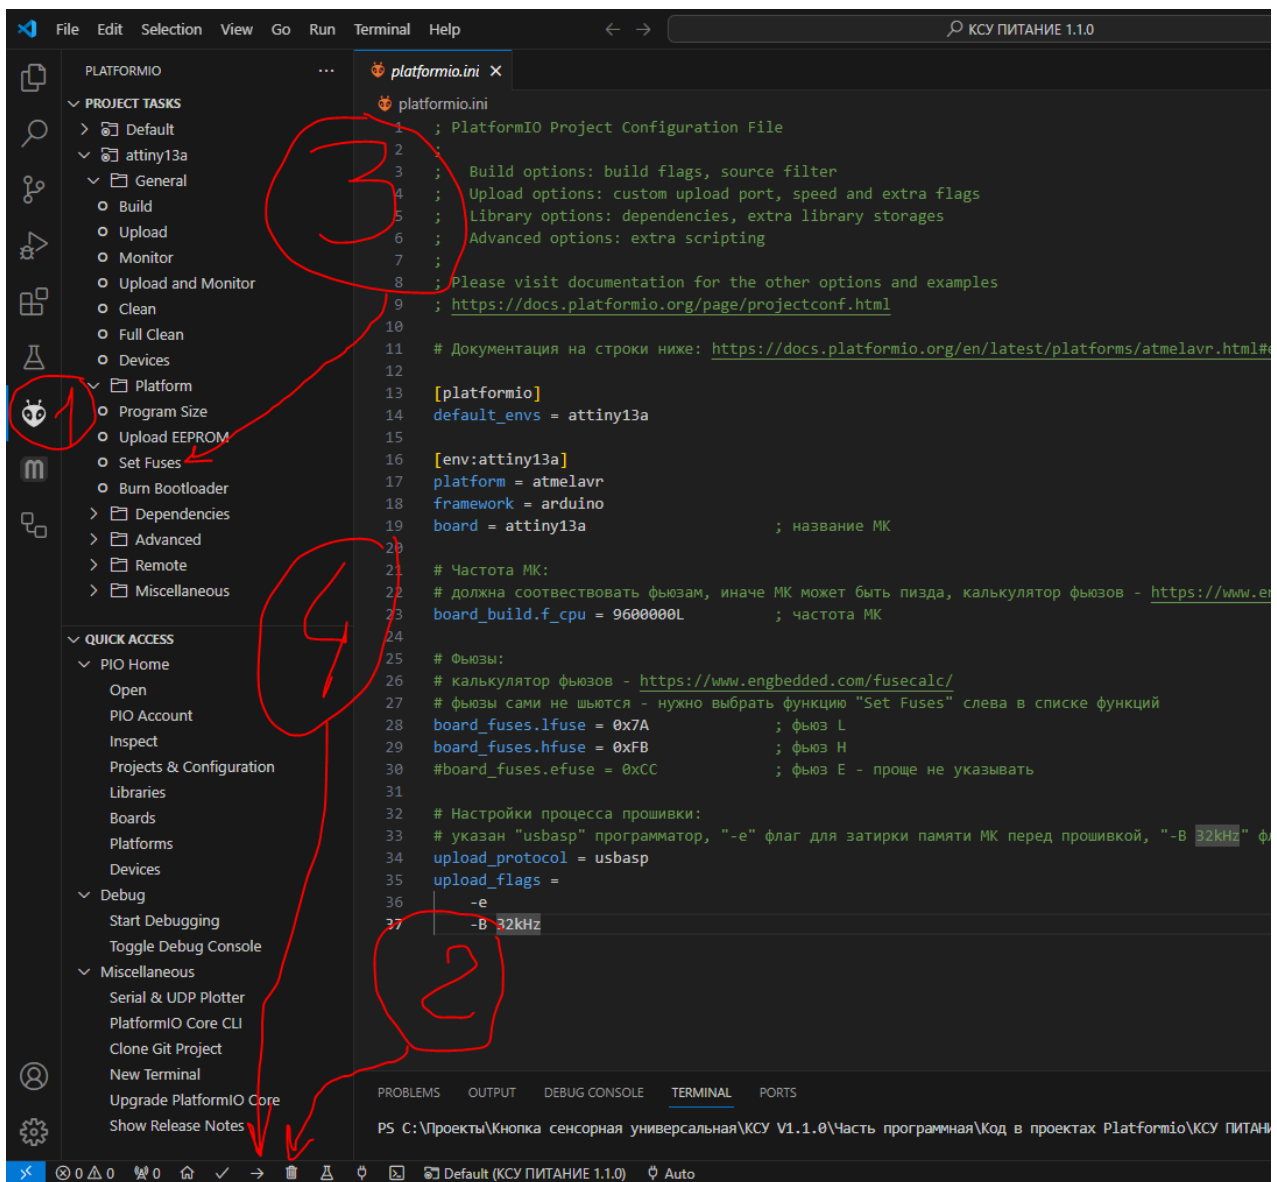 File Edit Selection View Go Run Terminal Help
КСУ ПИТАНИЕ 1.1.0
PLATFORMIO
PROJECT TASKS
Default
attiny13a
General
Build
Upload
Monitor
Upload and Monitor
Clean
Full Clean
Devices
Platform
Program Size
Upload EEPROM
Set Fuses
Burn Bootloader
Dependencies
Advanced
Remote
Miscellaneous
QUICK ACCESS
PIO Home
Open
PIO Account
Inspect
Projects & Configuration
Libraries
Boards
Platforms
Devices
Debug
Start Debugging
Toggle Debug Console
Miscellaneous
Serial & UDP Plotter
PlatformIO Core CLI
Clone Git Project
New Terminal
Upgrade PlatformIO Core
Show Release Notes
platformio.ini
platformio.ini
1 ; PlatformIO Project Configuration File
2 ;
3 ; Build options: build flags, source filter
4 ; Upload options: custom upload port, speed and extra flags
5 ; Library options: dependencies, extra library storages
6 ; Advanced options: extra scripting
7 ;
8 ; Please visit documentation for the other options and examples
9 ; https://docs.platformio.org/page/projectconf.html
10
11 # Документация на строки ниже: https://docs.platformio.org/en/latest/platforms/atmelavr.html#
12
13 [platformio]
14 default_envs = attiny13a
15
16 [env:attiny13a]
17 platform = atmelavr
18 framework = arduino
19 board = attiny13a ; название МК
20
21 # Частота МК:
22 # должна соотвествовать фьюзам, иначе МК может быть пизда, калькулятор фьюзов - https://www.en
23 board_build.f_cpu = 9600000L ; частота МК
24
25 # Фьюзы:
26 # калькулятор фьюзов - https://www.engbedded.com/fusecalc/
27 # фьюзы сами не шьются - нужно выбрать функцию "Set Fuses" слева в списке функций
28 board_fuses.lfuse = 0x7A ; фьюз L
29 board_fuses.hfuse = 0xFB ; фьюз H
30 #board_fuses.efuse = 0xCC ; фьюз E - проще не указывать
31
32 # Настройки процесса прошивки:
33 # указан "usbasp" программатор, "-e" флаг для затирки памяти МК перед прошивкой, "-B 32kHz" ф
34 upload_protocol = usbasp
35 upload_flags =
36 -e
37 -B 32kHz
1
2
3
4
PROBLEMS OUTPUT DEBUG CONSOLE TERMINAL PORTS
PS C:\Проекты\Кнопка сенсорная универсальная\КСУ V1.1.0\Часть программная\Код в проектах Platformio\КСУ ПИТАНИ
0 0 0 Default (КСУ ПИТАНИЕ 1.1.0) Auto